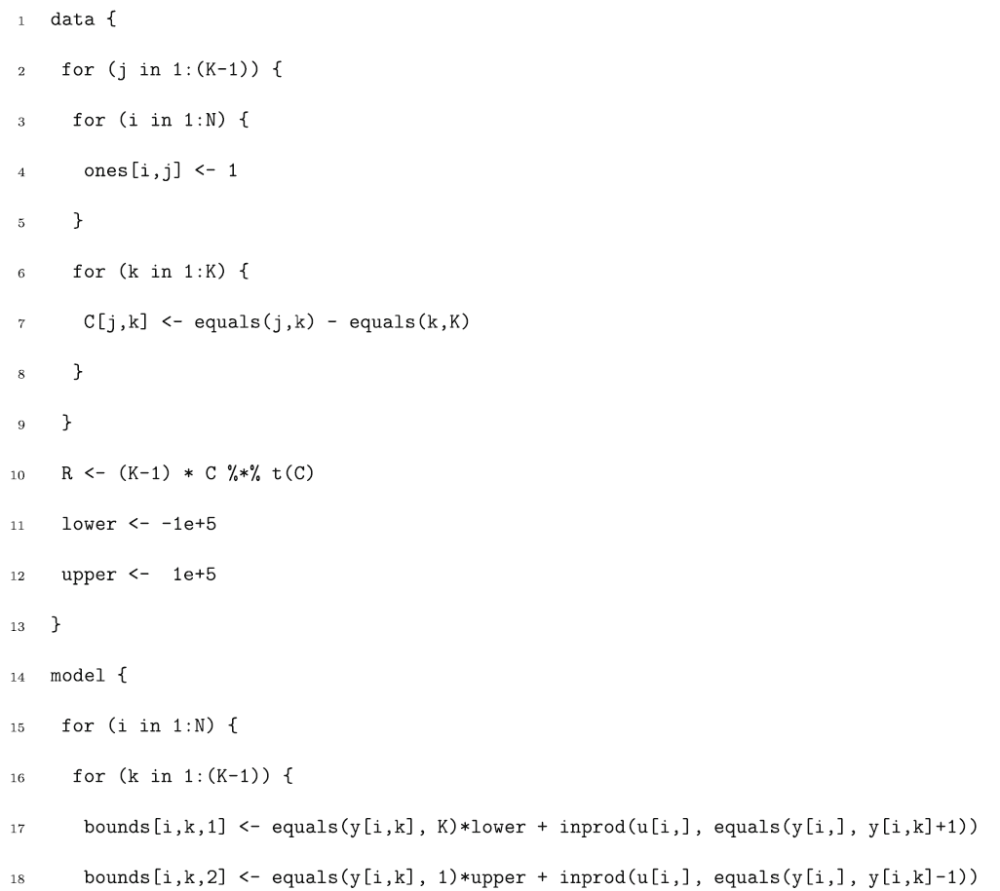 1 data {
2 for (j in 1:(K-1)) {
3 for (i in 1:N) {
4 ones[i,j] <- 1
5 }
6 for (k in 1:K) {
7 C[j,k] <- equals(j,k) - equals(k,K)
8 }
9 }
10 R <- (K-1) * C %*% t(C)
11 lower <- -1e+5
12 upper <-  1e+5
13 }
14 model {
15 for (i in 1:N) {
16 for (k in 1:(K-1)) {
17 bounds[i,k,1] <- equals(y[i,k], K)*lower + inprod(u[i,], equals(y[i,], y[i,k]+1))
18 bounds[i,k,2] <- equals(y[i,k], 1)*upper + inprod(u[i,], equals(y[i,], y[i,k]-1))